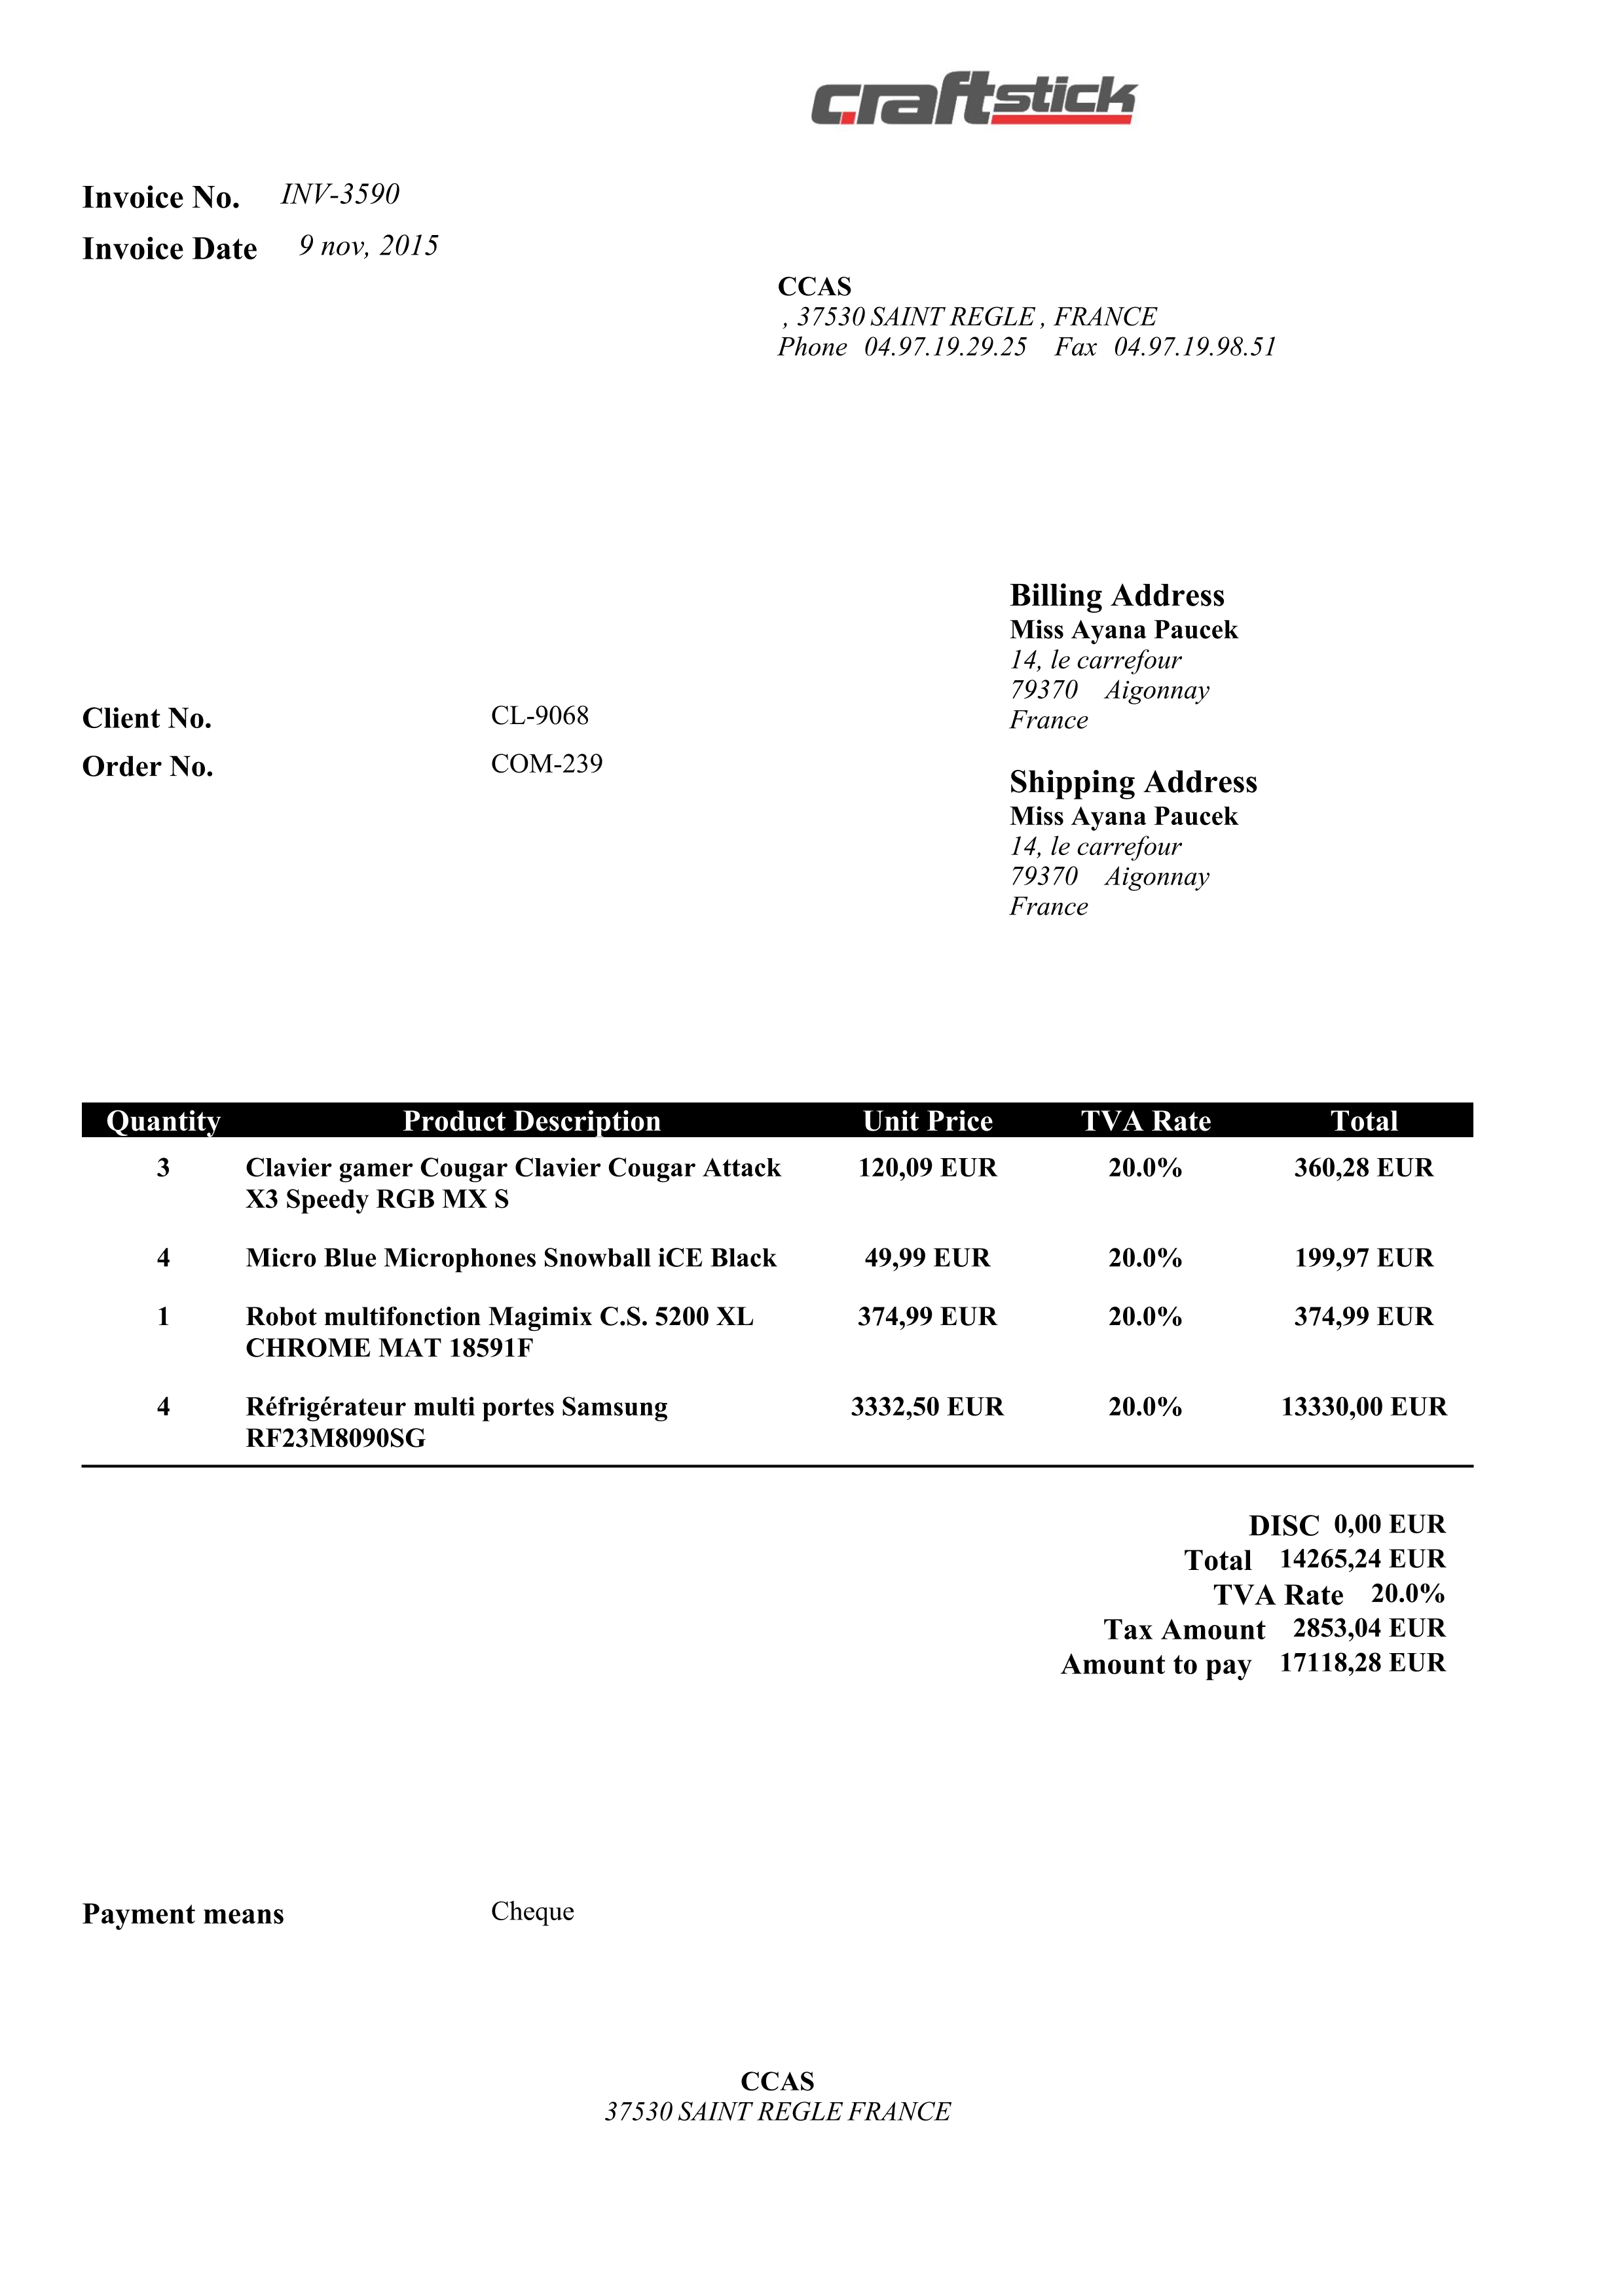 craftstick
Invoice No. INV-3590
Invoice Date 9 nov, 2015
CCAS
, 37530 SAINT REGLE , FRANCE
Phone 04.97.19.29.25 Fax 04.97.19.98.51
Billing Address
Miss Ayana Paucek
14, le carrefour
79370 Aigonnay
France
Client No. CL-9068
Order No. COM-239
Shipping Address
Miss Ayana Paucek
14, le carrefour
79370 Aigonnay
France
Quantity Product Description Unit Price TVA Rate Total
3 Clavier gamer Cougar Clavier Cougar Attack 120,09 EUR 20.0% 360,28 EUR
X3 Speedy RGB MX S
4 Micro Blue Microphones Snowball iCE Black 49,99 EUR 20.0% 199,97 EUR
1 Robot multifonction Magimix C.S. 5200 XL 374,99 EUR 20.0% 374,99 EUR
CHROME MAT 18591F
4 Réfrigérateur multi portes Samsung 3332,50 EUR 20.0% 13330,00 EUR
RF23M8090SG
DISC 0,00 EUR
Total 14265,24 EUR
TVA Rate 20.0%
Tax Amount 2853,04 EUR
Amount to pay 17118,28 EUR
Payment means Cheque
CCAS
37530 SAINT REGLE FRANCE